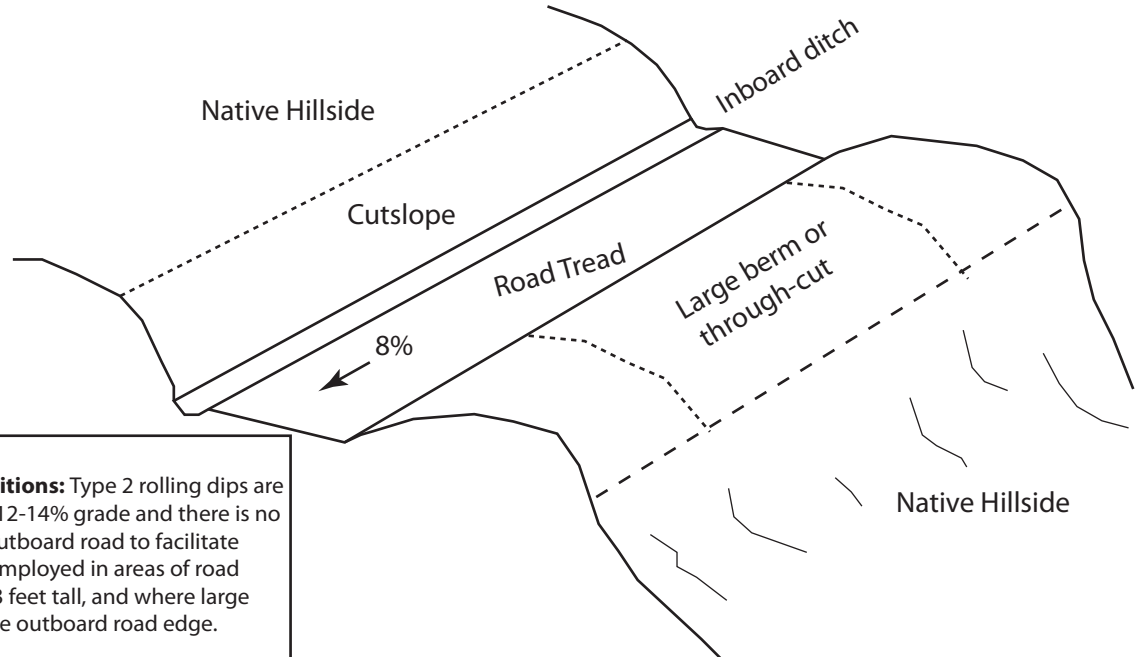 Inboard ditch
Native Hillside
Cutslope
Road Tread
Large berm or
through-cut
8%
Native Hillside
itions: Type 2 rolling dips are
12-14% grade and there is no
utboard road to facilitate
mployed in areas of road
feet tall, and where large
e outboard road edge.